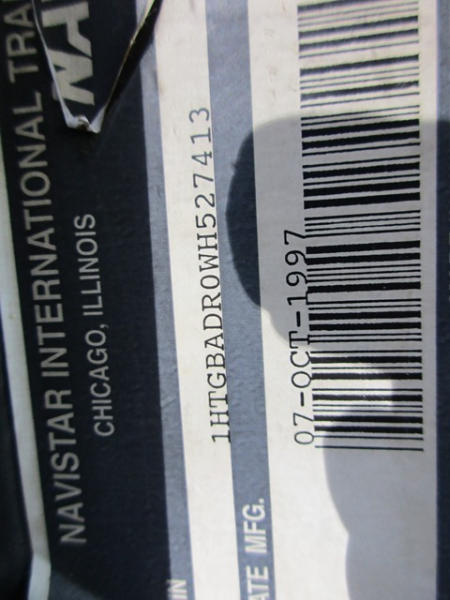 NAVISTAR INTERNATIONAL TRA
CHICAGO, ILLINOIS
IN 1HTGBADR0WH527413
ATE MFG. 07-OCT-1997